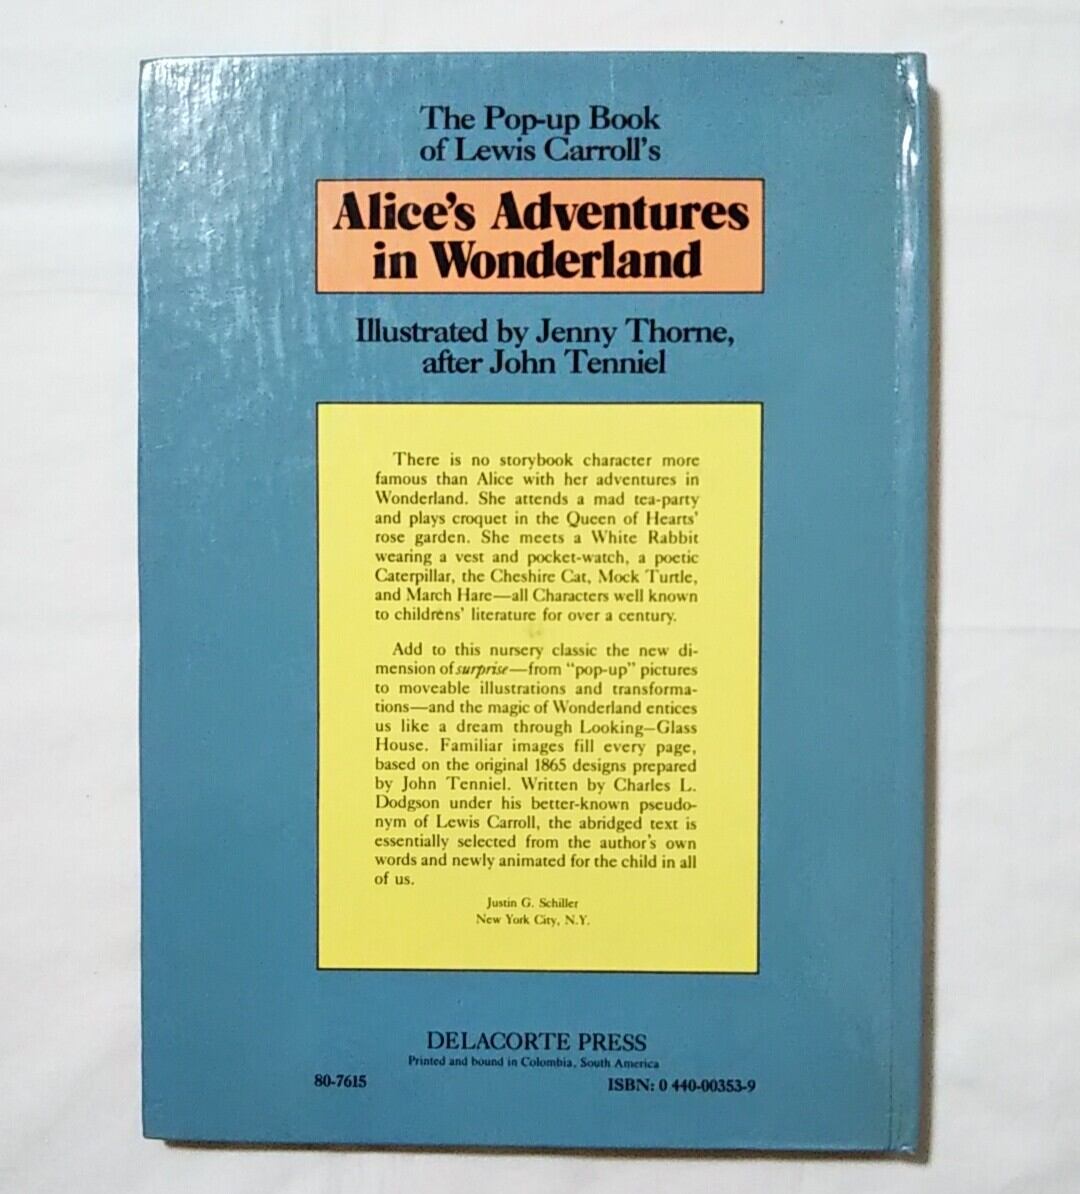 The Pop-up Book
of Lewis Carroll's
Alice's Adventures
in Wonderland
Illustrated by Jenny Thorne,
after John Tenniel
There is no storybook character more
famous than Alice with her adventures in
Wonderland. She attends a mad tea-party
and plays croquet in the Queen of Hearts'
rose garden. She meets a White Rabbit
wearing a vest and pocket-watch, a poetic
Caterpillar, the Cheshire Cat, Mock Turtle,
and March Hare—all Characters well known
to childrens' literature for over a century.
Add to this nursery classic the new di-
mension of surprise—from "pop-up" pictures
to moveable illustrations and transforma-
tions—and the magic of Wonderland entices
us like a dream through Looking—Glass
House. Familiar images fill every page,
based on the original 1865 designs prepared
by John Tenniel. Written by Charles L.
Dodgson under his better-known pseudo-
nym of Lewis Carroll, the abridged text is
essentially selected from the author's own
words and newly animated for the child in all
of us.
Justin G. Schiller
New York City, N.Y.
DELACORTE PRESS
Printed and bound in Colombia, South America
80-7615 ISBN: 0 440-00353-9